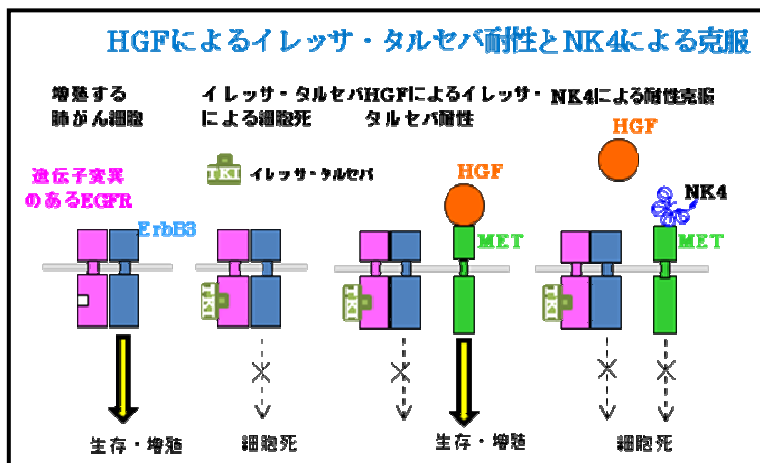 HGFによるイレッサ・タルセバ耐性とNK4による克服
増殖する
肺がん細胞
イレッサ・タルセバ
による細胞死
HGFによるイレッサ・
タルセバ耐性
NK4による耐性克服
遺伝子変異
のあるEGFR
ErbB3
TKI
イレッサ・タルセバ
TKI
HGF
MET
TKI
HGF
NK4
MET
TKI
生存・増殖
細胞死
生存・増殖
細胞死